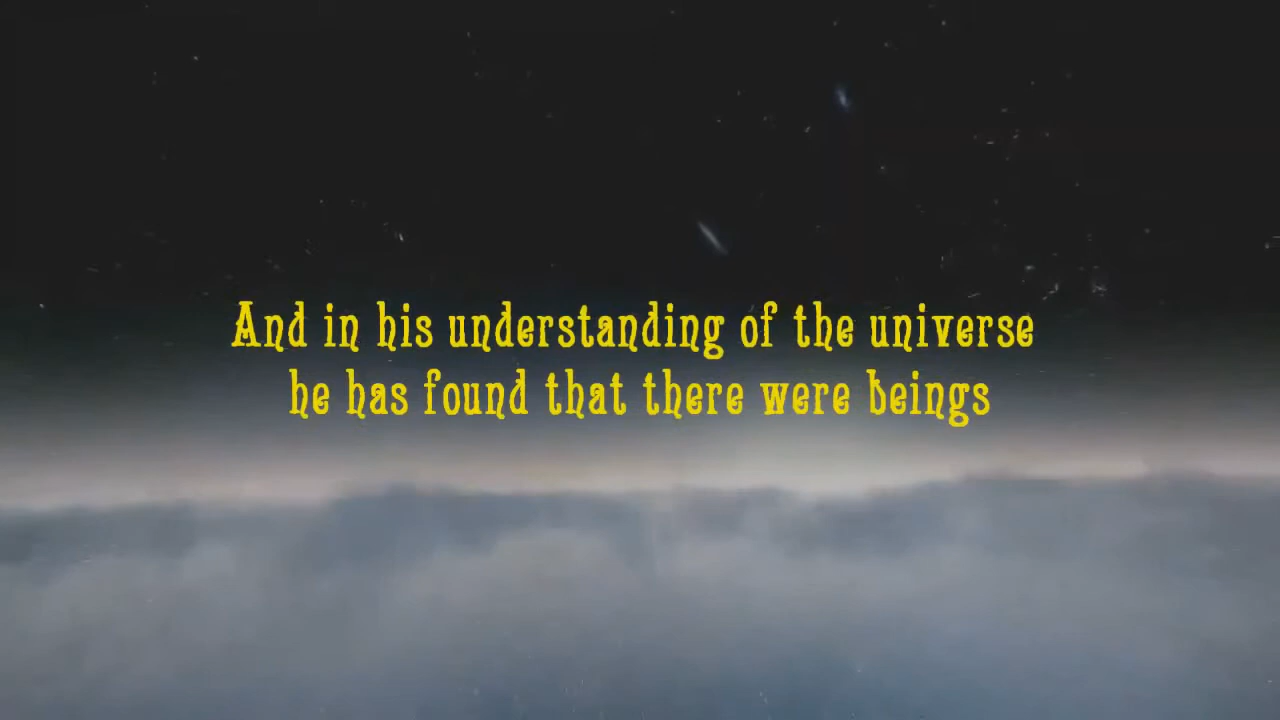 And in his understanding of the universe
he has found that there were beings